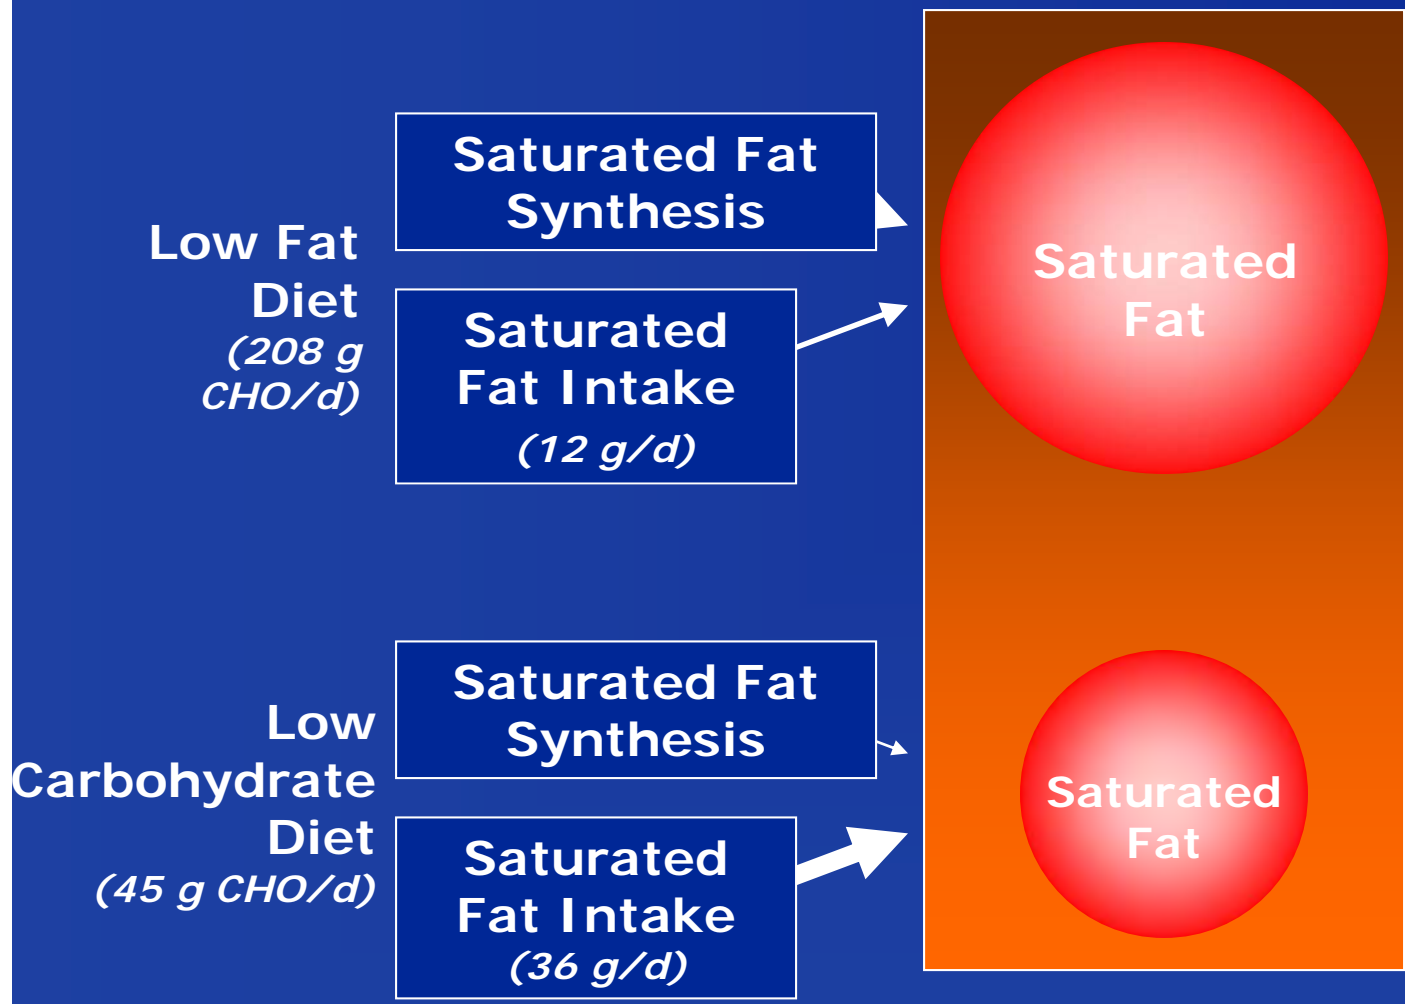 Low Fat
Diet
(208 g
CHO/d)
Saturated Fat
Synthesis
Saturated
Fat Intake
(12 g/d)
Saturated
Fat
Low
Carbohydrate
Diet
(45 g CHO/d)
Saturated Fat
Synthesis
Saturated
Fat Intake
(36 g/d)
Saturated
Fat